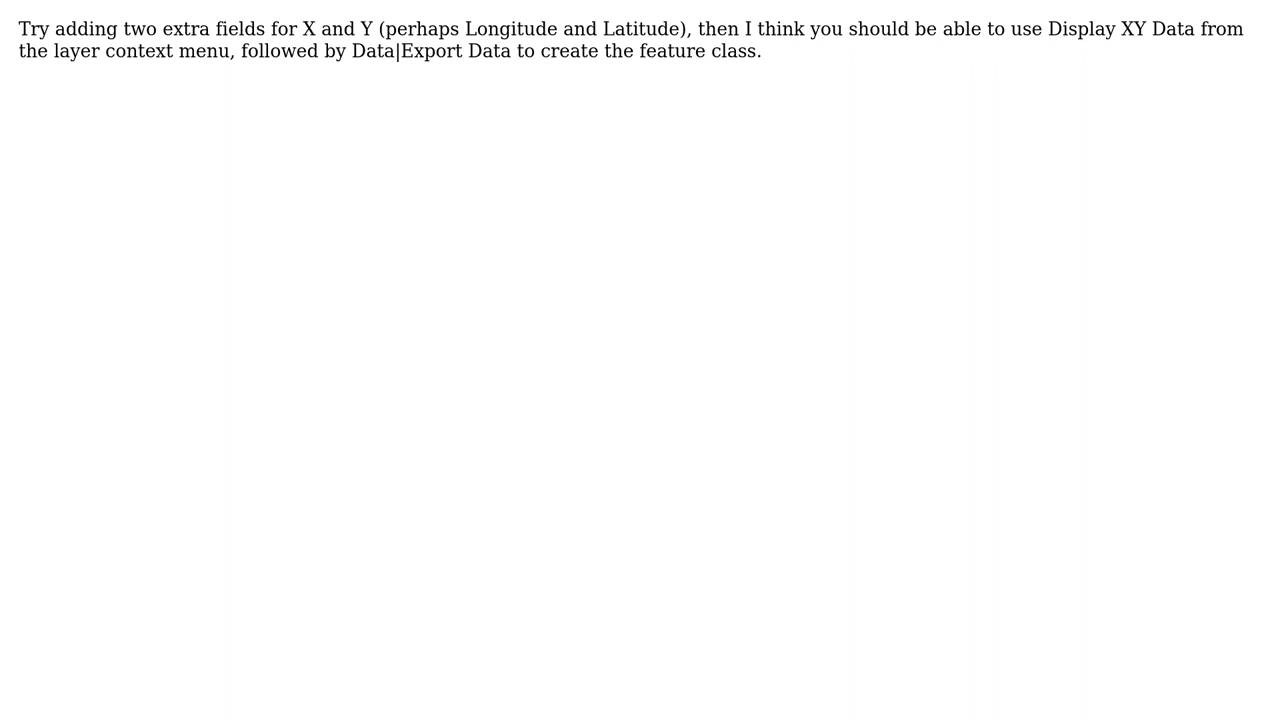 Try adding two extra fields for X and Y (perhaps Longitude and Latitude), then I think you should be able to use Display XY Data from
the layer context menu, followed by Data|Export Data to create the feature class.